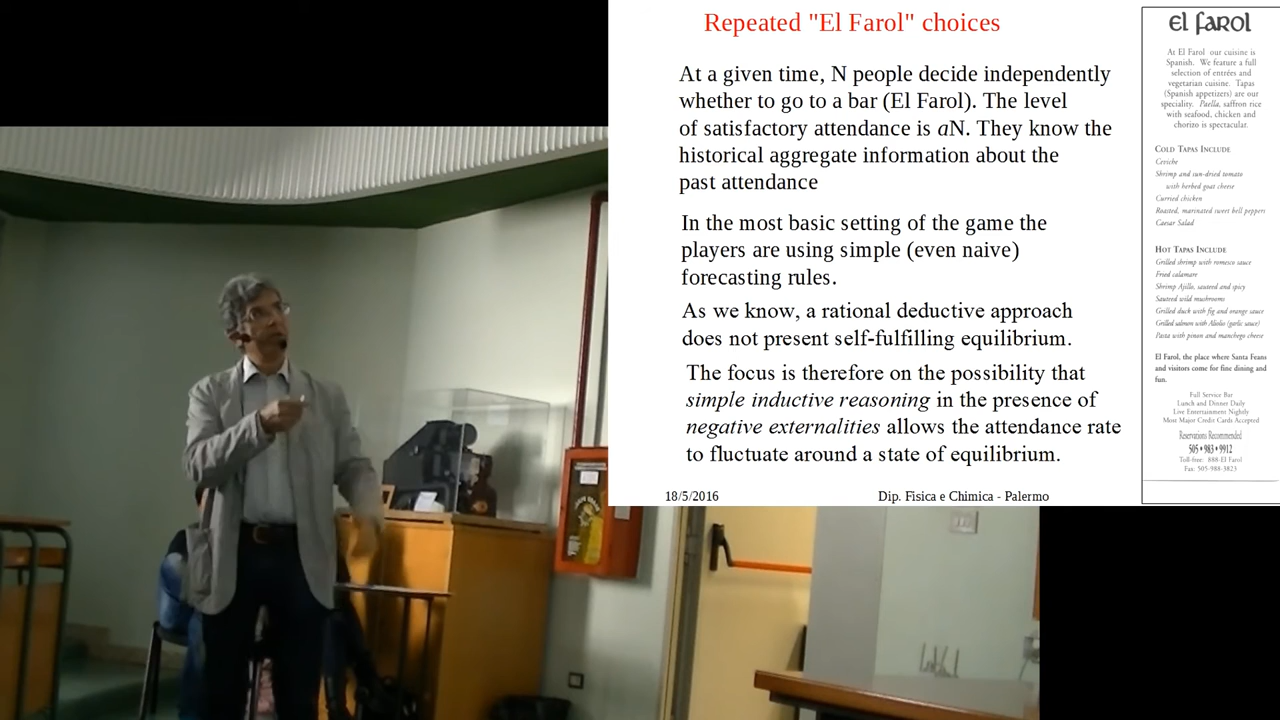 Repeated "El Farol" choices
At a given time, N people decide independently
whether to go to a bar (El Farol). The level
of satisfactory attendance is aN. They know the
historical aggregate information about the
past attendance
In the most basic setting of the game the
players are using simple (even naive)
forecasting rules.
As we know, a rational deductive approach
does not present self-fulfilling equilibrium.
The focus is therefore on the possibility that
simple inductive reasoning in the presence of
negative externalities allows the attendance rate
to fluctuate around a state of equilibrium.
18/5/2016
Dip. Fisica e Chimica - Palermo
el farol
At El Farol our cuisine is
Spanish. We feature a full
selection of entrées and
vegetarian cuisine. Tapas
(Spanish appetizers) are our
speciality. Paella, saffron rice
with seafood, chicken and
chorizo is spectacular.
COLD TAPAS INCLUDE
Ceviche
Shrimp and sun-dried tomato
with herbed goat cheese
Curried chicken
Roasted, marinated sweet bell peppers
Caesar Salad
HOT TAPAS INCLUDE
Grilled shrimp with romesco sauce
Fried calamare
Shrimp Ajillo, sauteed and spicy
Sauteed wild mushrooms
Grilled duck with fig and orange sauce
Grilled salmon with Alïolio (garlic sauce)
Pasta with pinon and manchego cheese
El Farol, the place where Santa Feans
and visitors come for fine dining and
fun.
Full Service Bar
Lunch and Dinner Daily
Live Entertainment Nightly
Most Major Credit Cards Accepted
Reservations Recommended
505•983•9912
Toll-free: 888-El Farol
Fax: 505-988-3823